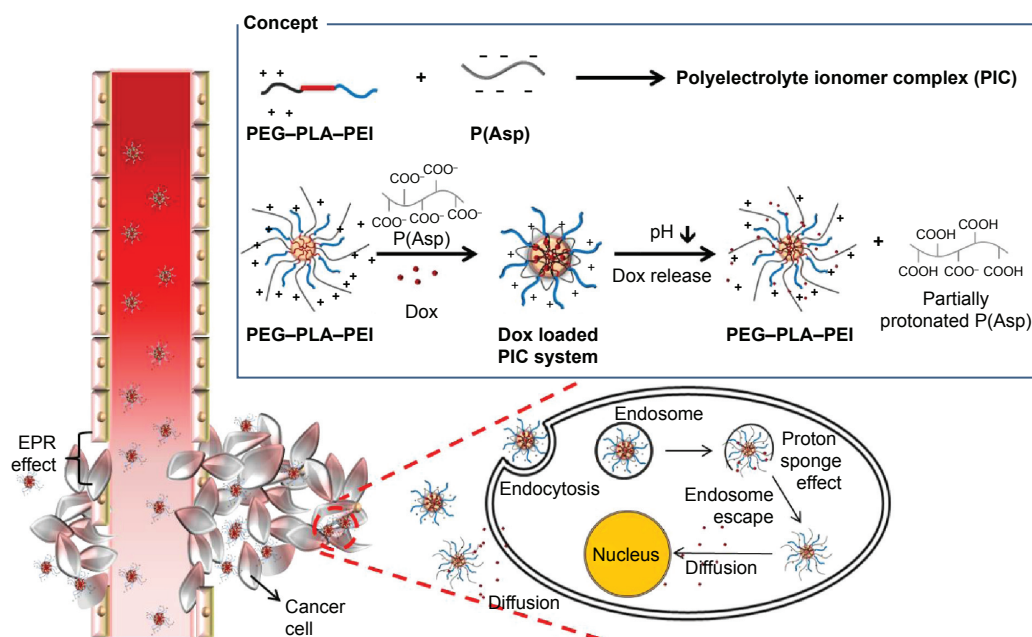 Concept
+ +
+ +
+
– – – –
– – – –
Polyelectrolyte ionomer complex (PIC)
PEG–PLA–PEI
P(Asp)
COO⁻
COO⁻
COO⁻
COO⁻ COO⁻ COO⁻
P(Asp)
Dox
PEG–PLA–PEI
Dox loaded
PIC system
pH
Dox release
PEG–PLA–PEI
+
COOH
COOH
COOH COO⁻ COOH
Partially
protonated P(Asp)
EPR
effect
Cancer
cell
Endocytosis
Endosome
Proton
sponge
effect
Endosome
escape
Nucleus
Diffusion
Diffusion